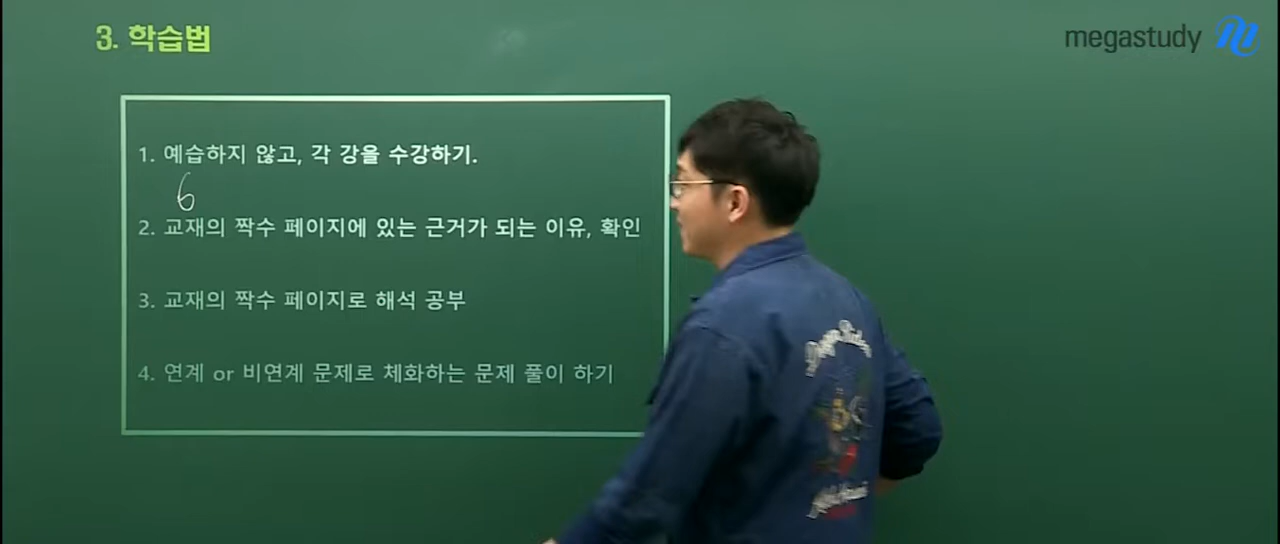 3. 학습법
megastudy
1. 예습하지 않고, 각 강을 수강하기.
6
2. 교재의 짝수 페이지에 있는 근거가 되는 이유, 확인
3. 교재의 짝수 페이지로 해석 공부
4. 연계 or 비연계 문제로 체화하는 문제 풀이 하기